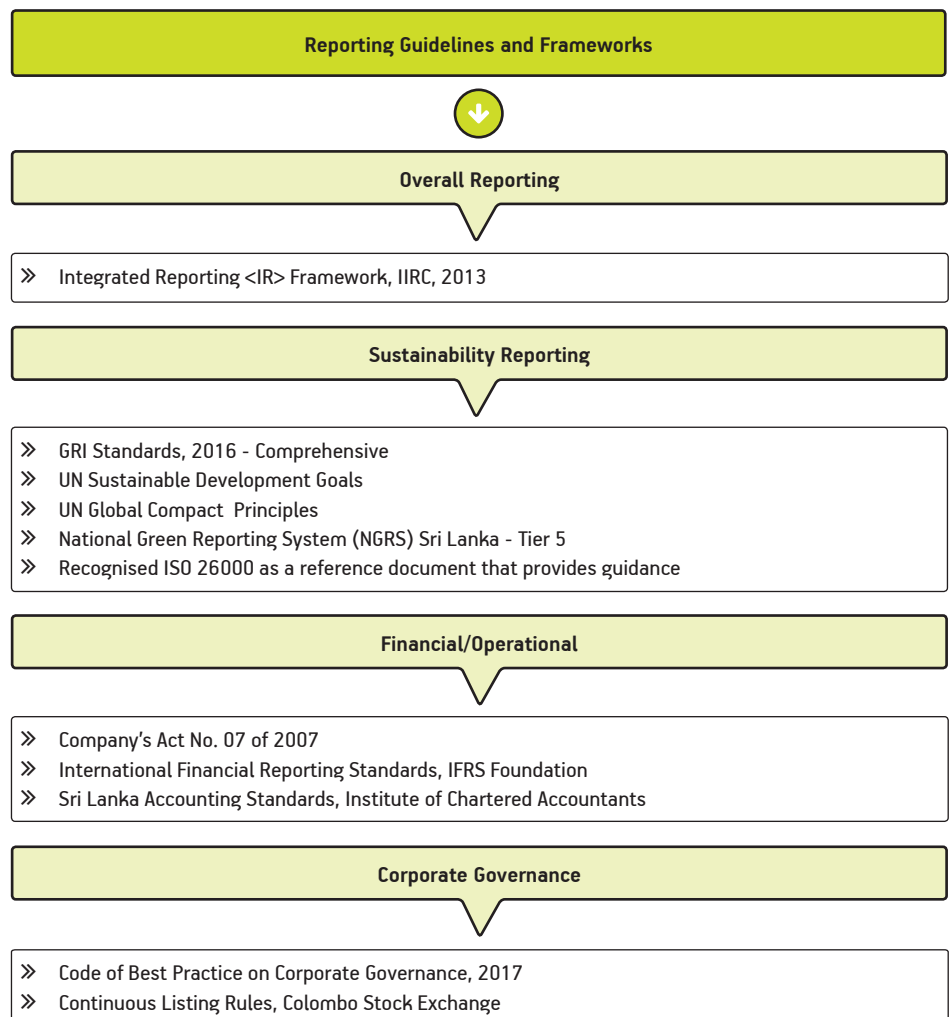 Reporting Guidelines and Frameworks
Overall Reporting
» Integrated Reporting <IR> Framework, IIRC, 2013
Sustainability Reporting
» GRI Standards, 2016 - Comprehensive
» UN Sustainable Development Goals
» UN Global Compact Principles
» National Green Reporting System (NGRS) Sri Lanka - Tier 5
» Recognised ISO 26000 as a reference document that provides guidance
Financial/Operational
» Company's Act No. 07 of 2007
» International Financial Reporting Standards, IFRS Foundation
» Sri Lanka Accounting Standards, Institute of Chartered Accountants
Corporate Governance
» Code of Best Practice on Corporate Governance, 2017
» Continuous Listing Rules, Colombo Stock Exchange